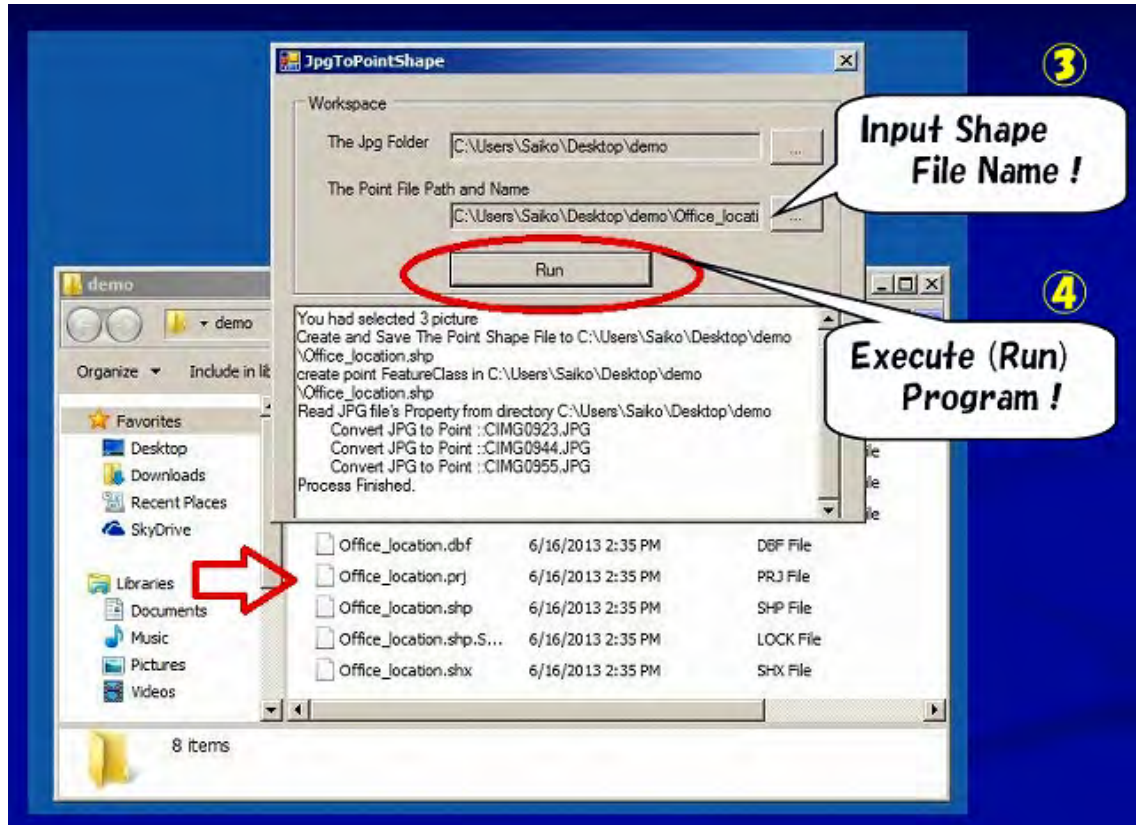 JpgToPointShape
③
Workspace
The Jpg Folder
C:\Users\Saiko\Desktop\demo
...
Input Shape
File Name !
The Point File Path and Name
C:\Users\Saiko\Desktop\demo\Office_locati
...
Run
④
demo
demo
Execute (Run)
Program !
You had selected 3 picture
Create and Save The Point Shape File to C:\Users\Saiko\Desktop\demo
\Office_location.shp
create point FeatureClass in C:\Users\Saiko\Desktop\demo
\Office_location.shp
Read JPG file's Property from directory C:\Users\Saiko\Desktop\demo
Convert JPG to Point ::CIMG0923.JPG
Convert JPG to Point ::CIMG0944.JPG
Convert JPG to Point ::CIMG0955.JPG
Process Finished.
Organize Include in lib
Favorites
Desktop
Downloads
Recent Places
SkyDrive
Libraries
Documents
Music
Pictures
Videos
Office_location.dbf 6/16/2013 2:35 PM DBF File
Office_location.prj 6/16/2013 2:35 PM PRJ File
Office_location.shp 6/16/2013 2:35 PM SHP File
Office_location.shp.S... 6/16/2013 2:35 PM LOCK File
Office_location.shx 6/16/2013 2:35 PM SHX File
8 items